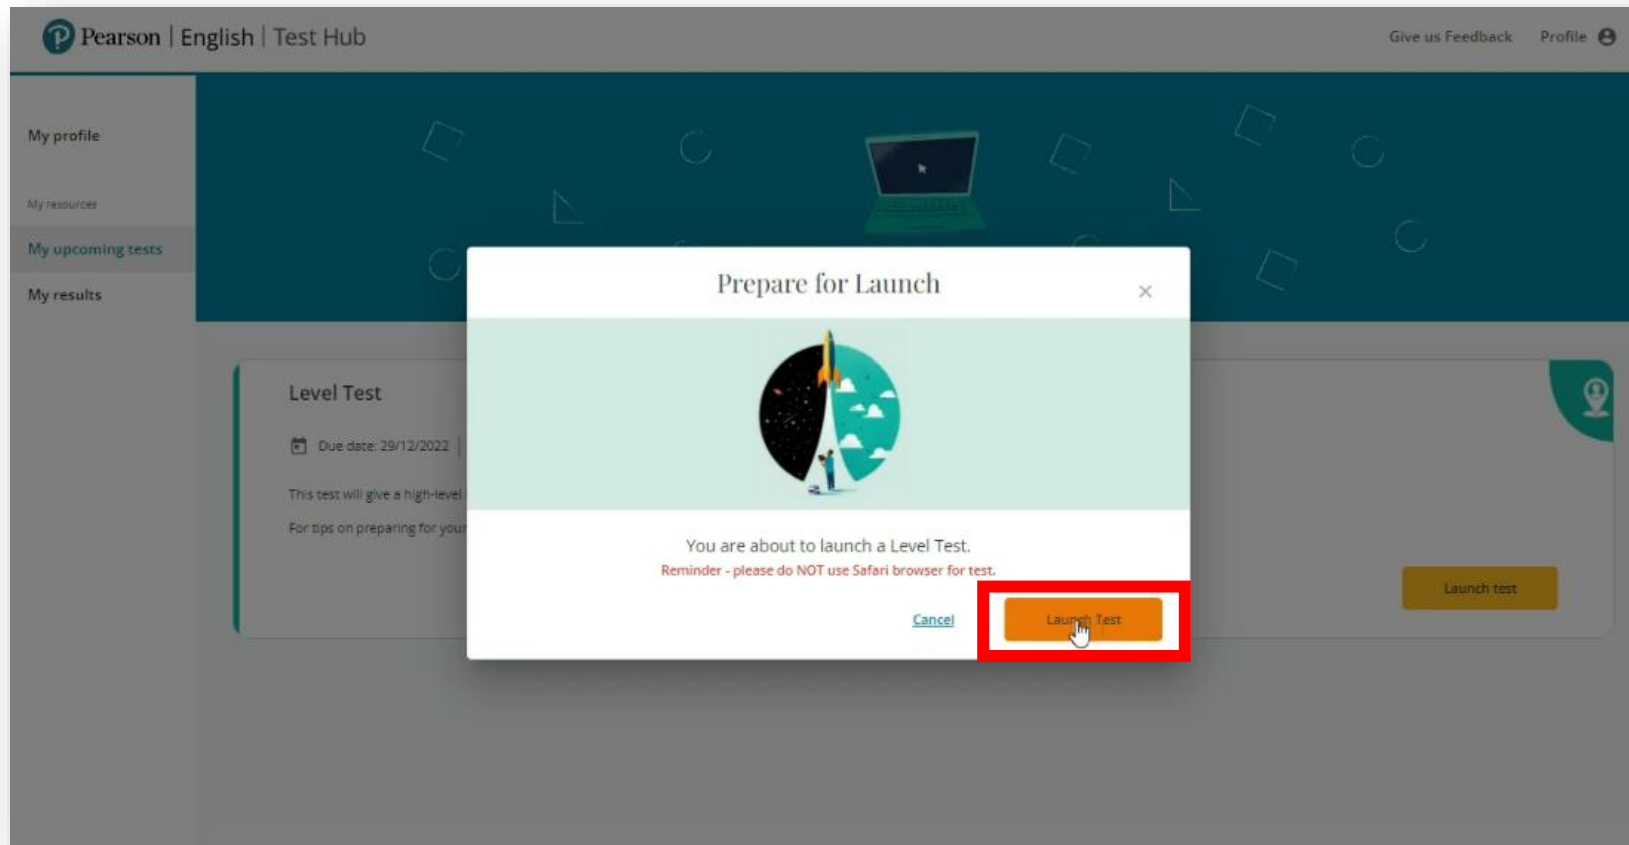 Pearson | English | Test Hub
Give us Feedback Profile
My profile
My resources
My upcoming tests
My results
Prepare for Launch
Level Test
Due date: 29/12/2022
This test will give a high-level
For tips on preparing for your
You are about to launch a Level Test.
Reminder - please do NOT use Safari browser for test.
Cancel
Launch Test
Launch test